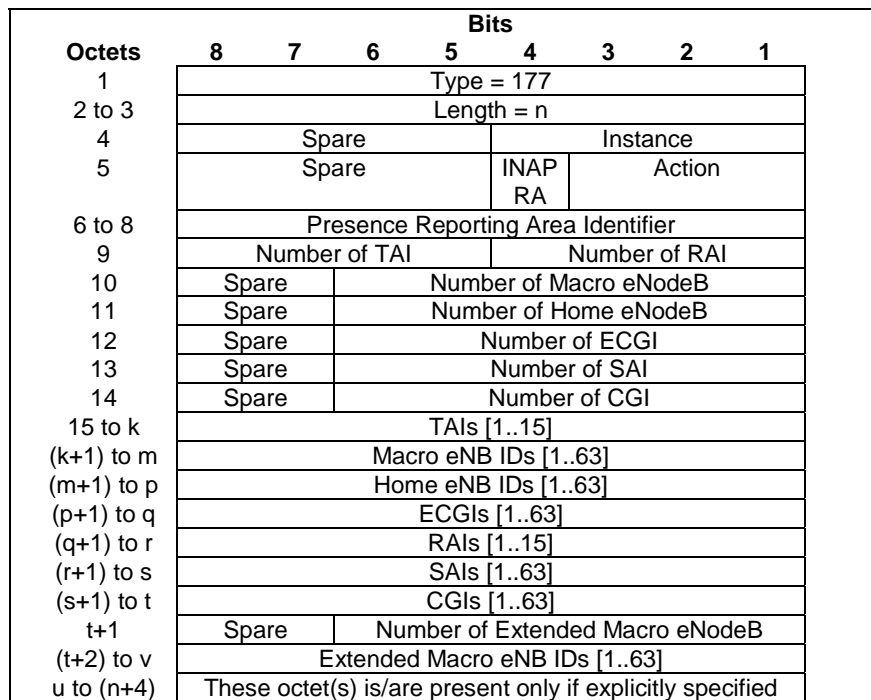 Bits
Octets 8 7 6 5 4 3 2 1
1 Type = 177
2 to 3 Length = n
4 Spare Instance
5 Spare INAP Action
RA
6 to 8 Presence Reporting Area Identifier
9 Number of TAI Number of RAI
10 Spare Number of Macro eNodeB
11 Spare Number of Home eNodeB
12 Spare Number of ECGI
13 Spare Number of SAI
14 Spare Number of CGI
15 to k TAIs [1..15]
(k+1) to m Macro eNB IDs [1..63]
(m+1) to p Home eNB IDs [1..63]
(p+1) to q ECGIs [1..63]
(q+1) to r RAIs [1..15]
(r+1) to s SAIs [1..63]
(s+1) to t CGIs [1..63]
t+1 Spare Number of Extended Macro eNodeB
(t+2) to v Extended Macro eNB IDs [1..63]
u to (n+4) These octet(s) is/are present only if explicitly specified